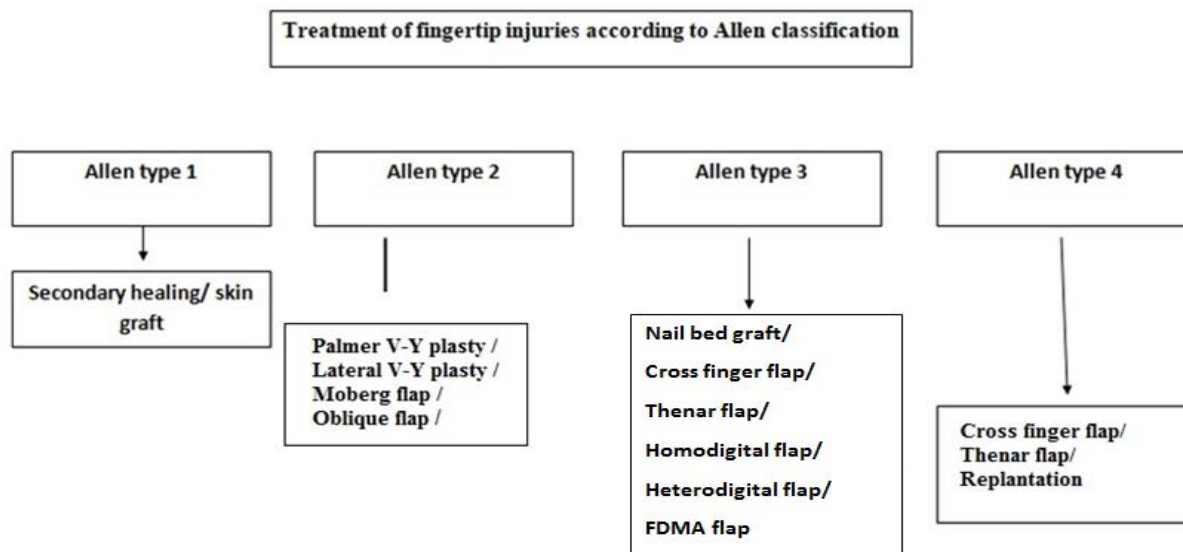 Treatment of fingertip injuries according to Allen classification
Allen type 1
Allen type 2
Allen type 3
Allen type 4
Secondary healing/ skin
graft
Palmer V-Y plasty /
Lateral V-Y plasty /
Moberg flap /
Oblique flap /
Nail bed graft/
Cross finger flap/
Thenar flap/
Homodigital flap/
Heterodigital flap/
FDMA flap
Cross finger flap/
Thenar flap/
Replantation